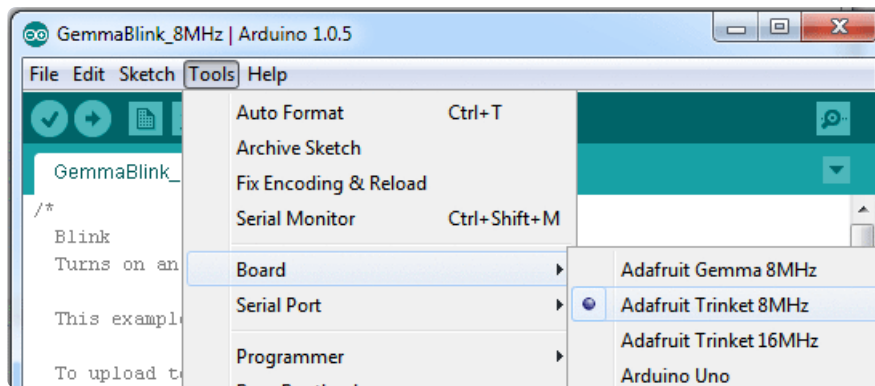 GemmaBlink_8MHz | Arduino 1.0.5
File Edit Sketch Tools Help
Auto Format Ctrl+T
Archive Sketch
GemmaBlink_
Fix Encoding & Reload
/*
Serial Monitor Ctrl+Shift+M
Blink
Turns on an
Board
Adafruit Gemma 8MHz
Serial Port
Adafruit Trinket 8MHz
This example
Adafruit Trinket 16MHz
Programmer
To upload to
Arduino Uno